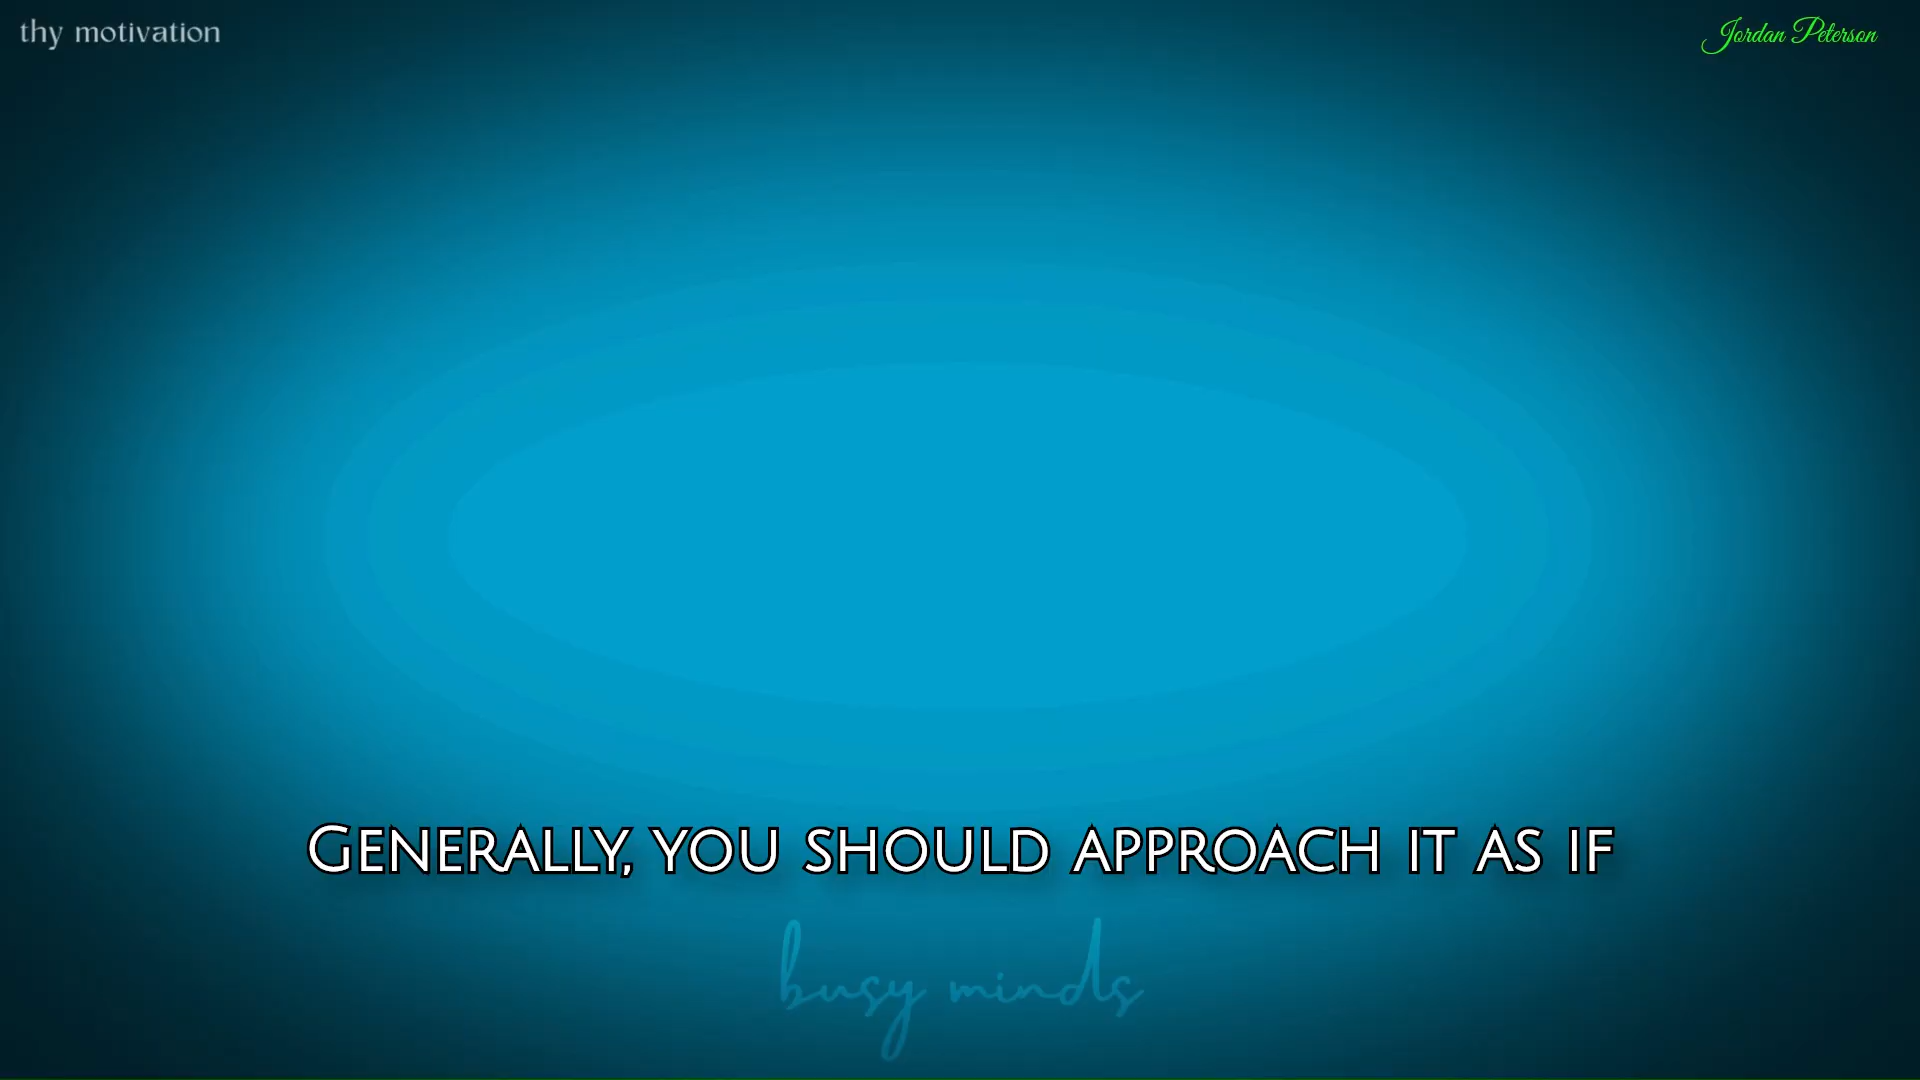 thy motivation
Jordan Peterson
Generally, you should approach it as if
busy minds